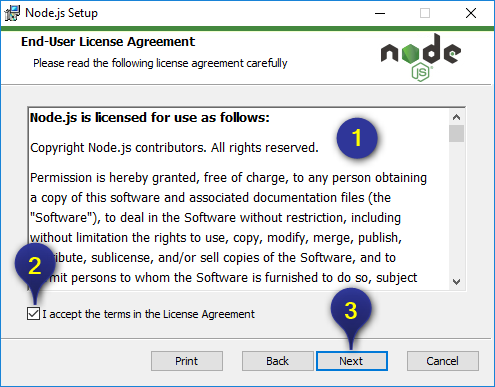 Node.js Setup
End-User License Agreement
Please read the following license agreement carefully
node
JS
Node.js is licensed for use as follows:
1
Copyright Node.js contributors. All rights reserved.
Permission is hereby granted, free of charge, to any person obtaining
a copy of this software and associated documentation files (the
"Software"), to deal in the Software without restriction, including
without limitation the rights to use, copy, modify, merge, publish,
sublicense, and/or sell copies of the Software, and to
persons to whom the Software is furnished to do so, subject
2
I accept the terms in the License Agreement
3
Print
Back
Next
Cancel